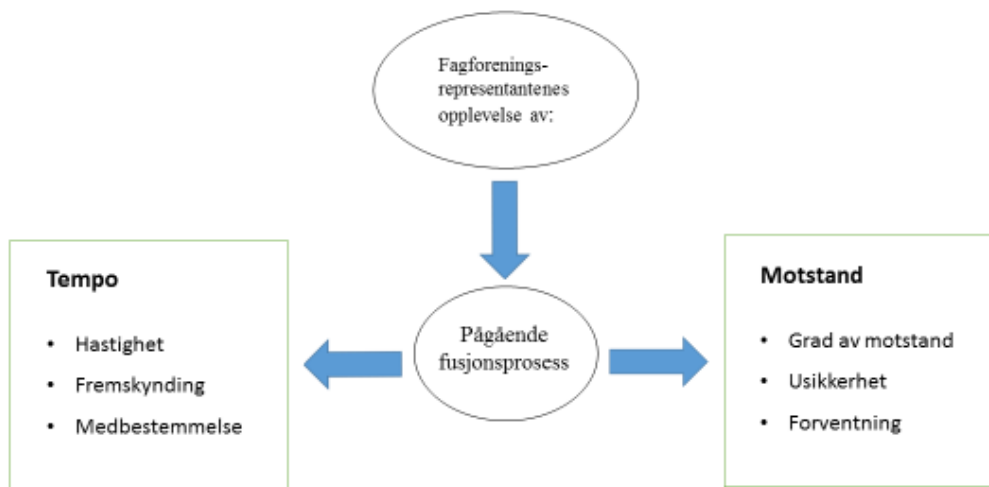 Fagforenings-
representantenes
opplevelse av:
Tempo
• Hastighet
• Fremskynding
• Medbestemmelse
Pågående
fusjonsprosess
Motstand
• Grad av motstand
• Usikkerhet
• Forventning